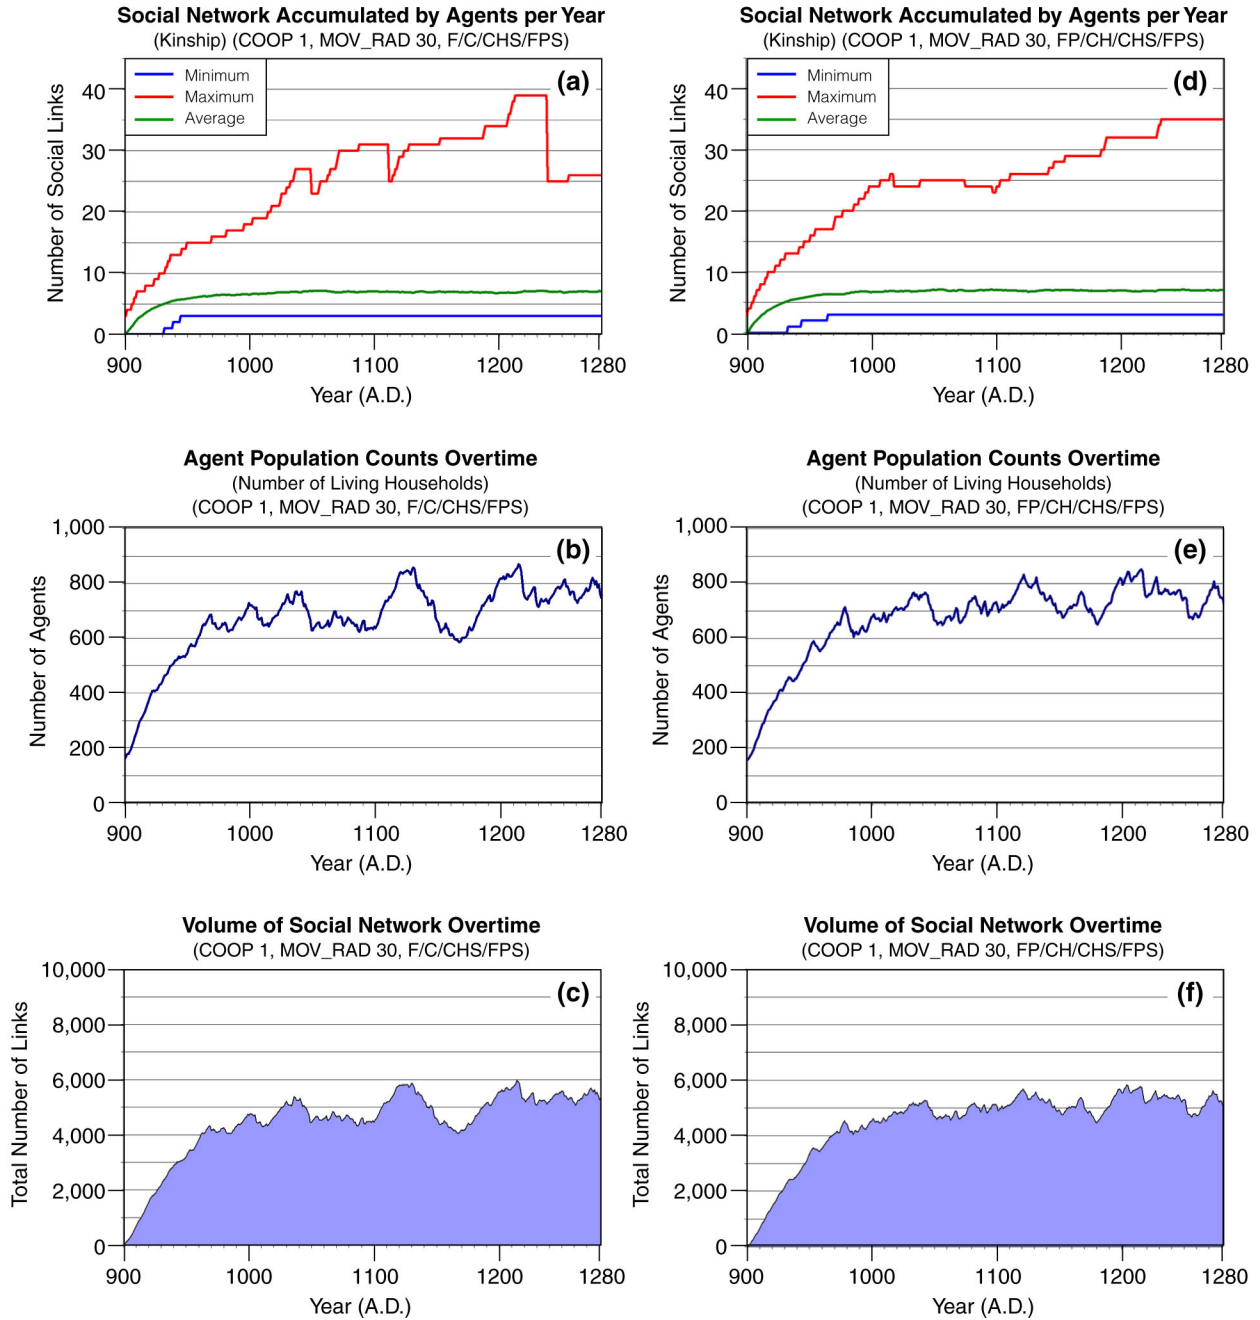 Social Network Accumulated by Agents per Year
(Kinship) (COOP 1, MOV_RAD 30, F/C/CHS/FPS)
(a)
Minimum
Maximum
Average
Number of Social Links
40
30
20
10
0
900
1000
1100
1200
1280
Year (A.D.)
Social Network Accumulated by Agents per Year
(Kinship) (COOP 1, MOV_RAD 30, FP/CH/CHS/FPS)
(d)
Minimum
Maximum
Average
Number of Social Links
40
30
20
10
0
900
1000
1100
1200
1280
Year (A.D.)
Agent Population Counts Overtime
(Number of Living Households)
(COOP 1, MOV_RAD 30, F/C/CHS/FPS)
(b)
Number of Agents
1,000
800
600
400
200
0
900
1000
1100
1200
1280
Year (A.D.)
Agent Population Counts Overtime
(Number of Living Households)
(COOP 1, MOV_RAD 30, FP/CH/CHS/FPS)
(e)
Number of Agents
1,000
800
600
400
200
0
900
1000
1100
1200
1280
Year (A.D.)
Volume of Social Network Overtime
(COOP 1, MOV_RAD 30, F/C/CHS/FPS)
(c)
Total Number of Links
10,000
8,000
6,000
4,000
2,000
0
900
1000
1100
1200
1280
Year (A.D.)
Volume of Social Network Overtime
(COOP 1, MOV_RAD 30, FP/CH/CHS/FPS)
(f)
Total Number of Links
10,000
8,000
6,000
4,000
2,000
0
900
1000
1100
1200
1280
Year (A.D.)